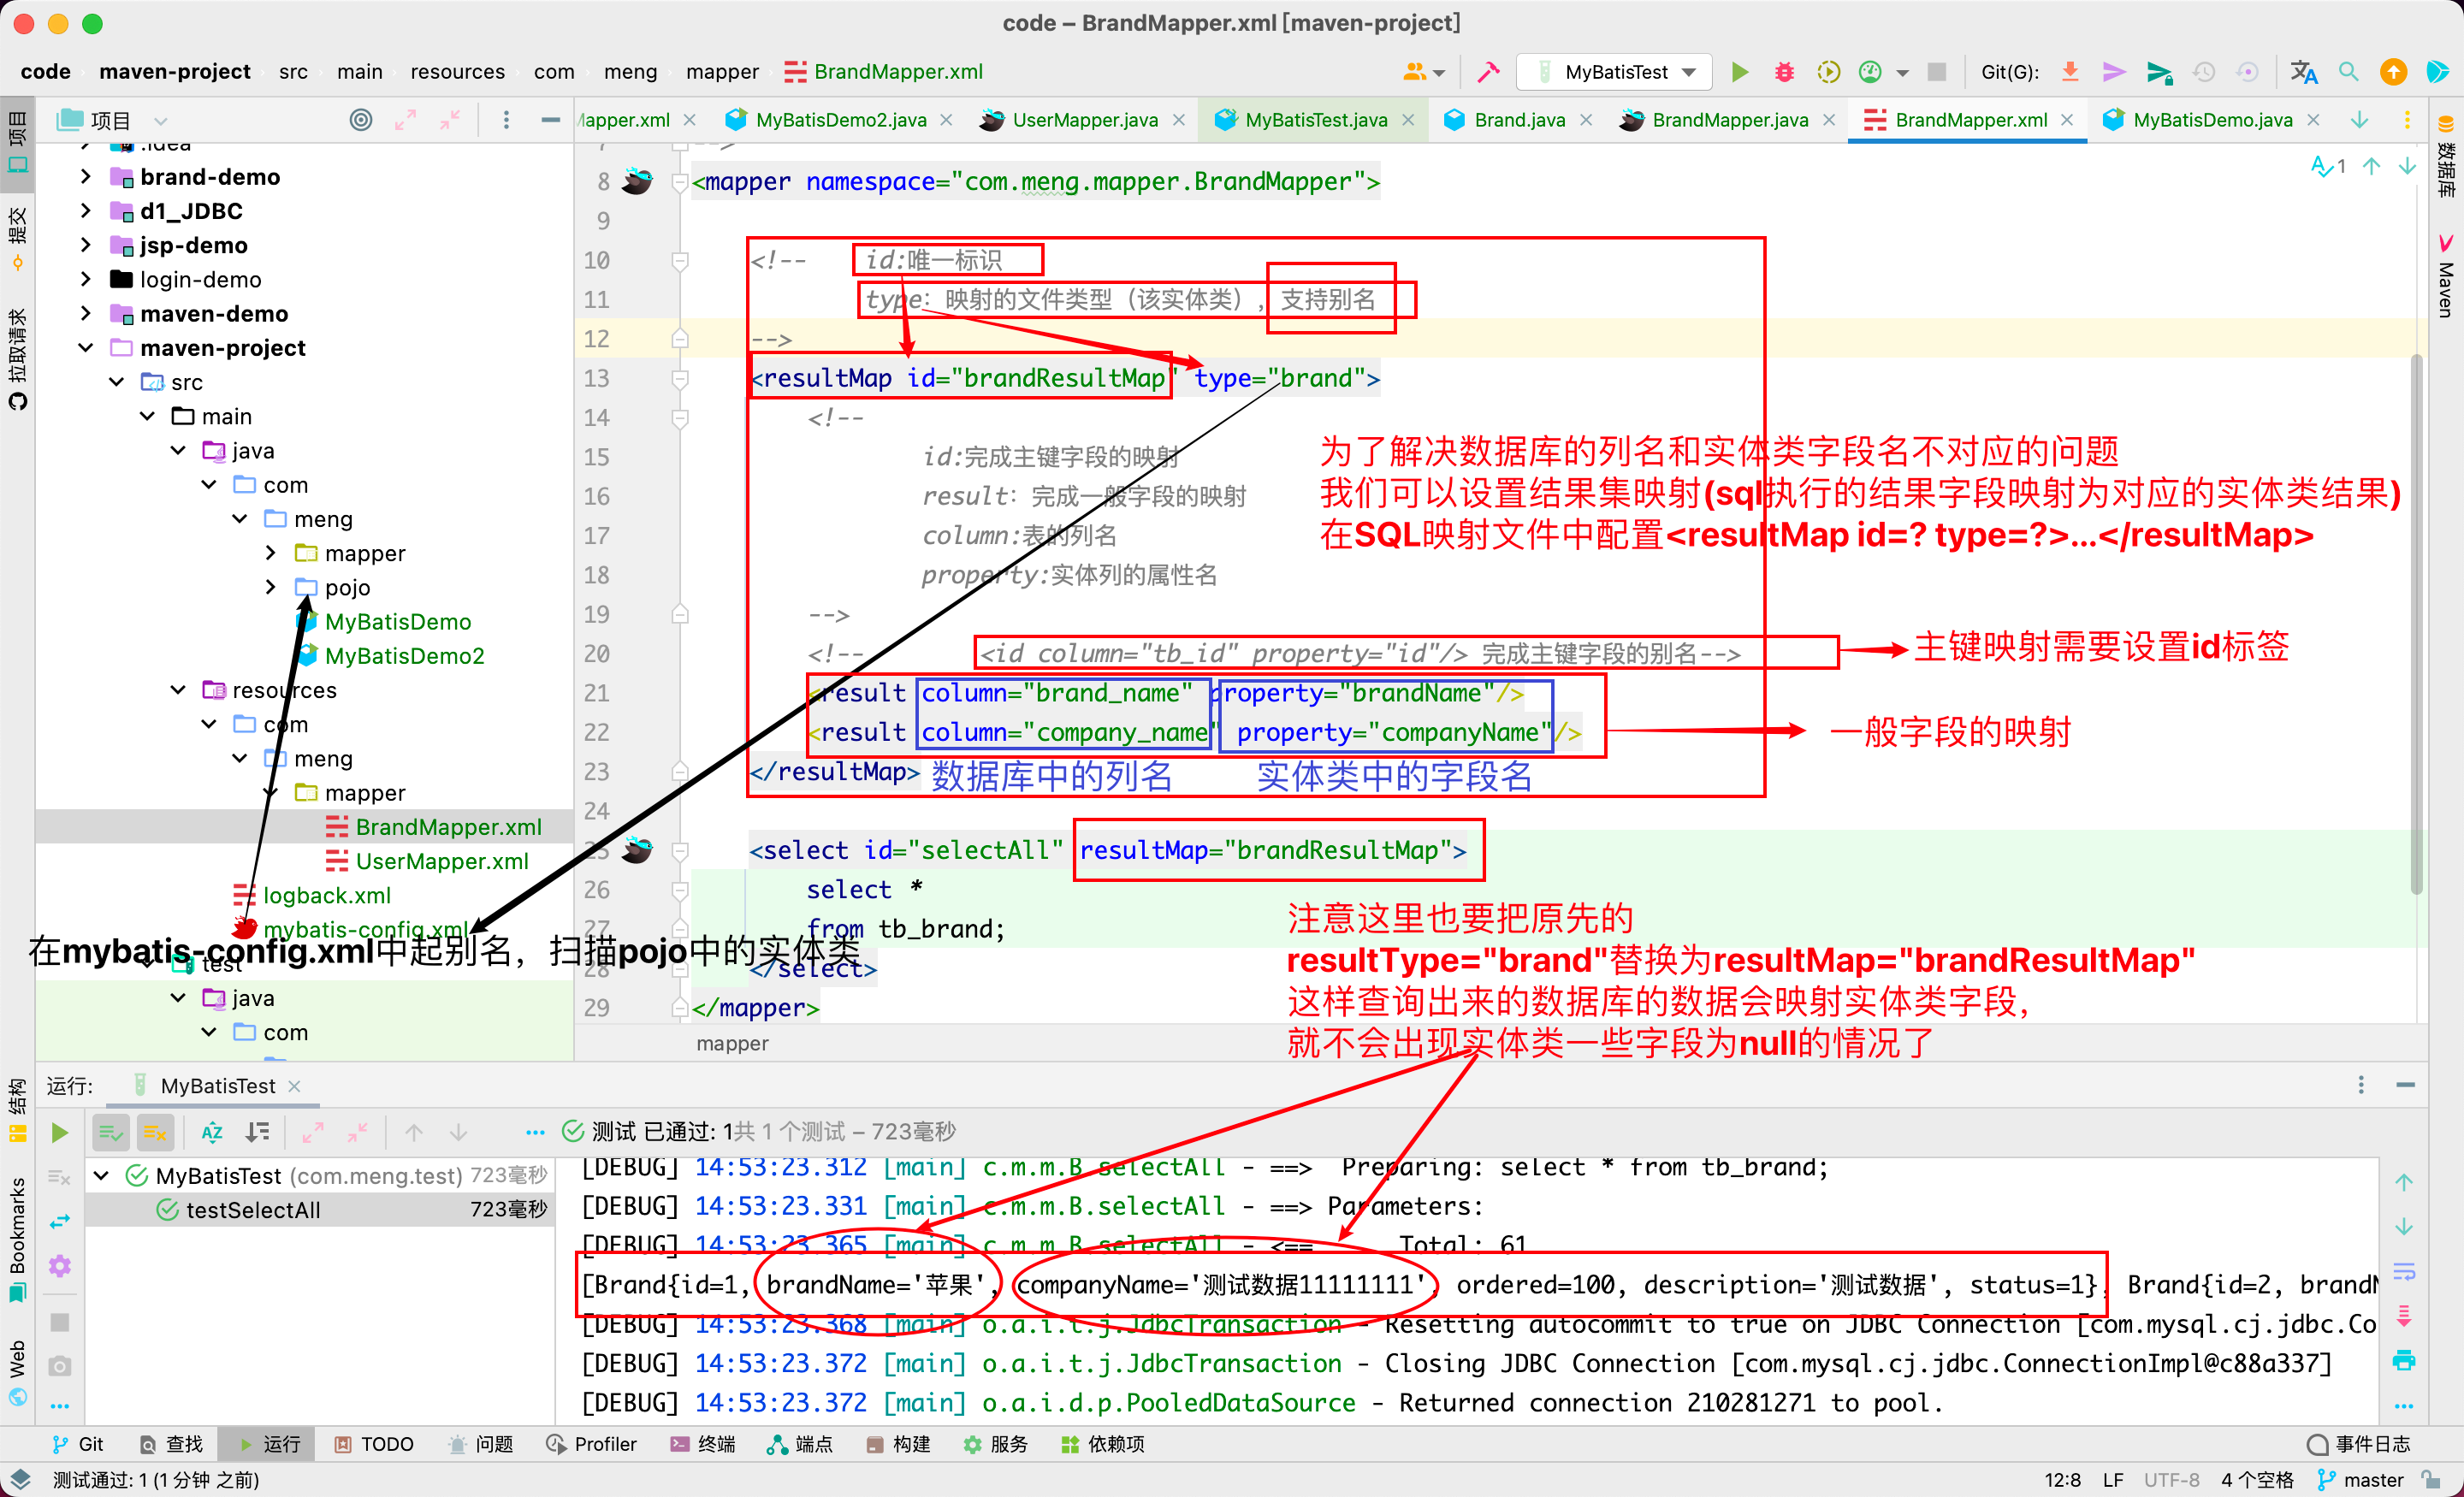 code – BrandMapper.xml [maven-project]
code maven-project src main resources com meng mapper BrandMapper.xml
MyBatisTest
Git(G):
项目
提交
拉取请求
结构
Bookmarks
Web
数据库
Maven
项目
Mapper.xml MyBatisDemo2.java UserMapper.java MyBatisTest.java Brand.java BrandMapper.java BrandMapper.xml MyBatisDemo.java
.idea
brand-demo
d1_JDBC
jsp-demo
login-demo
maven-demo
maven-project
src
main
java
com
meng
mapper
pojo
MyBatisDemo
MyBatisDemo2
resources
com
meng
mapper
BrandMapper.xml
UserMapper.xml
logback.xml
mybatis-config.xml
在mybatis-config.xml中起别名，扫描pojo中的实体类
test
java
com
1
7 -->
8 <mapper namespace="com.meng.mapper.BrandMapper">
9
10 <!-- id:唯一标识
11 type: 映射的文件类型（该实体类），支持别名
12 -->
13 <resultMap id="brandResultMap" type="brand">
14 <!--
15 id:完成主键字段的映射
16 result: 完成一般字段的映射
17 column:表的列名
18 property:实体列的属性名
19 -->
20 <!-- <id column="tb_id" property="id"/> 完成主键字段的别名-->
21 <result column="brand_name" property="brandName"/>
22 <result column="company_name" property="companyName"/>
23 </resultMap>
24
25 <select id="selectAll" resultMap="brandResultMap">
26 select *
27 from tb_brand;
28 </select>
29 </mapper>
mapper
为了解决数据库的列名和实体类字段名不对应的问题
我们可以设置结果集映射(sql执行的结果字段映射为对应的实体类结果)
在SQL映射文件中配置<resultMap id=? type=?>...</resultMap>
主键映射需要设置id标签
一般字段的映射
数据库中的列名 实体类中的字段名
注意这里也要把原先的
resultType="brand"替换为resultMap="brandResultMap"
这样查询出来的数据库的数据会映射实体类字段，
就不会出现实体类一些字段为null的情况了
运行: MyBatisTest
测试 已通过: 1共 1 个测试 – 723毫秒
MyBatisTest (com.meng.test) 723毫秒
testSelectAll 723毫秒
[DEBUG] 14:53:23.312 [main] c.m.m.B.selectAll - ==>  Preparing: select * from tb_brand;
[DEBUG] 14:53:23.331 [main] c.m.m.B.selectAll - ==> Parameters:
[DEBUG] 14:53:23.365 [main] c.m.m.B.selectAll - <==      Total: 61
[Brand{id=1, brandName='苹果', companyName='测试数据11111111', ordered=100, description='测试数据', status=1}, Brand{id=2, brandN
[DEBUG] 14:53:23.368 [main] o.a.i.t.j.JdbcTransaction - Resetting autocommit to true on JDBC Connection [com.mysql.cj.jdbc.Co
[DEBUG] 14:53:23.372 [main] o.a.i.t.j.JdbcTransaction - Closing JDBC Connection [com.mysql.cj.jdbc.ConnectionImpl@c88a337]
[DEBUG] 14:53:23.372 [main] o.a.i.d.p.PooledDataSource - Returned connection 210281271 to pool.
Git 查找 运行 TODO 问题 Profiler 终端 端点 构建 服务 依赖项 事件日志
测试通过: 1 (1 分钟 之前) 12:8 LF UTF-8 4 个空格 master